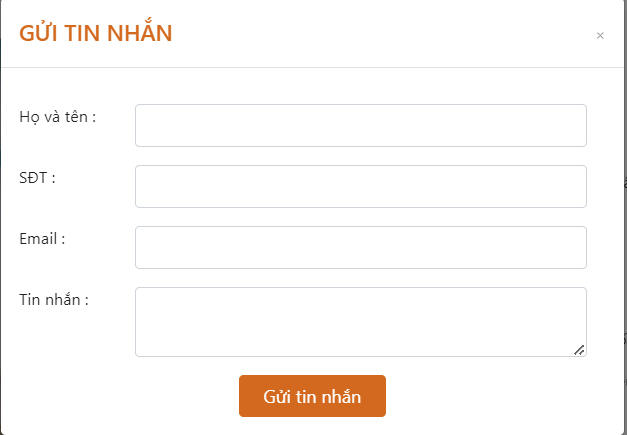 GỬI TIN NHẮN
×
Họ và tên :
SĐT :
Email :
Tin nhắn :
Gửi tin nhắn